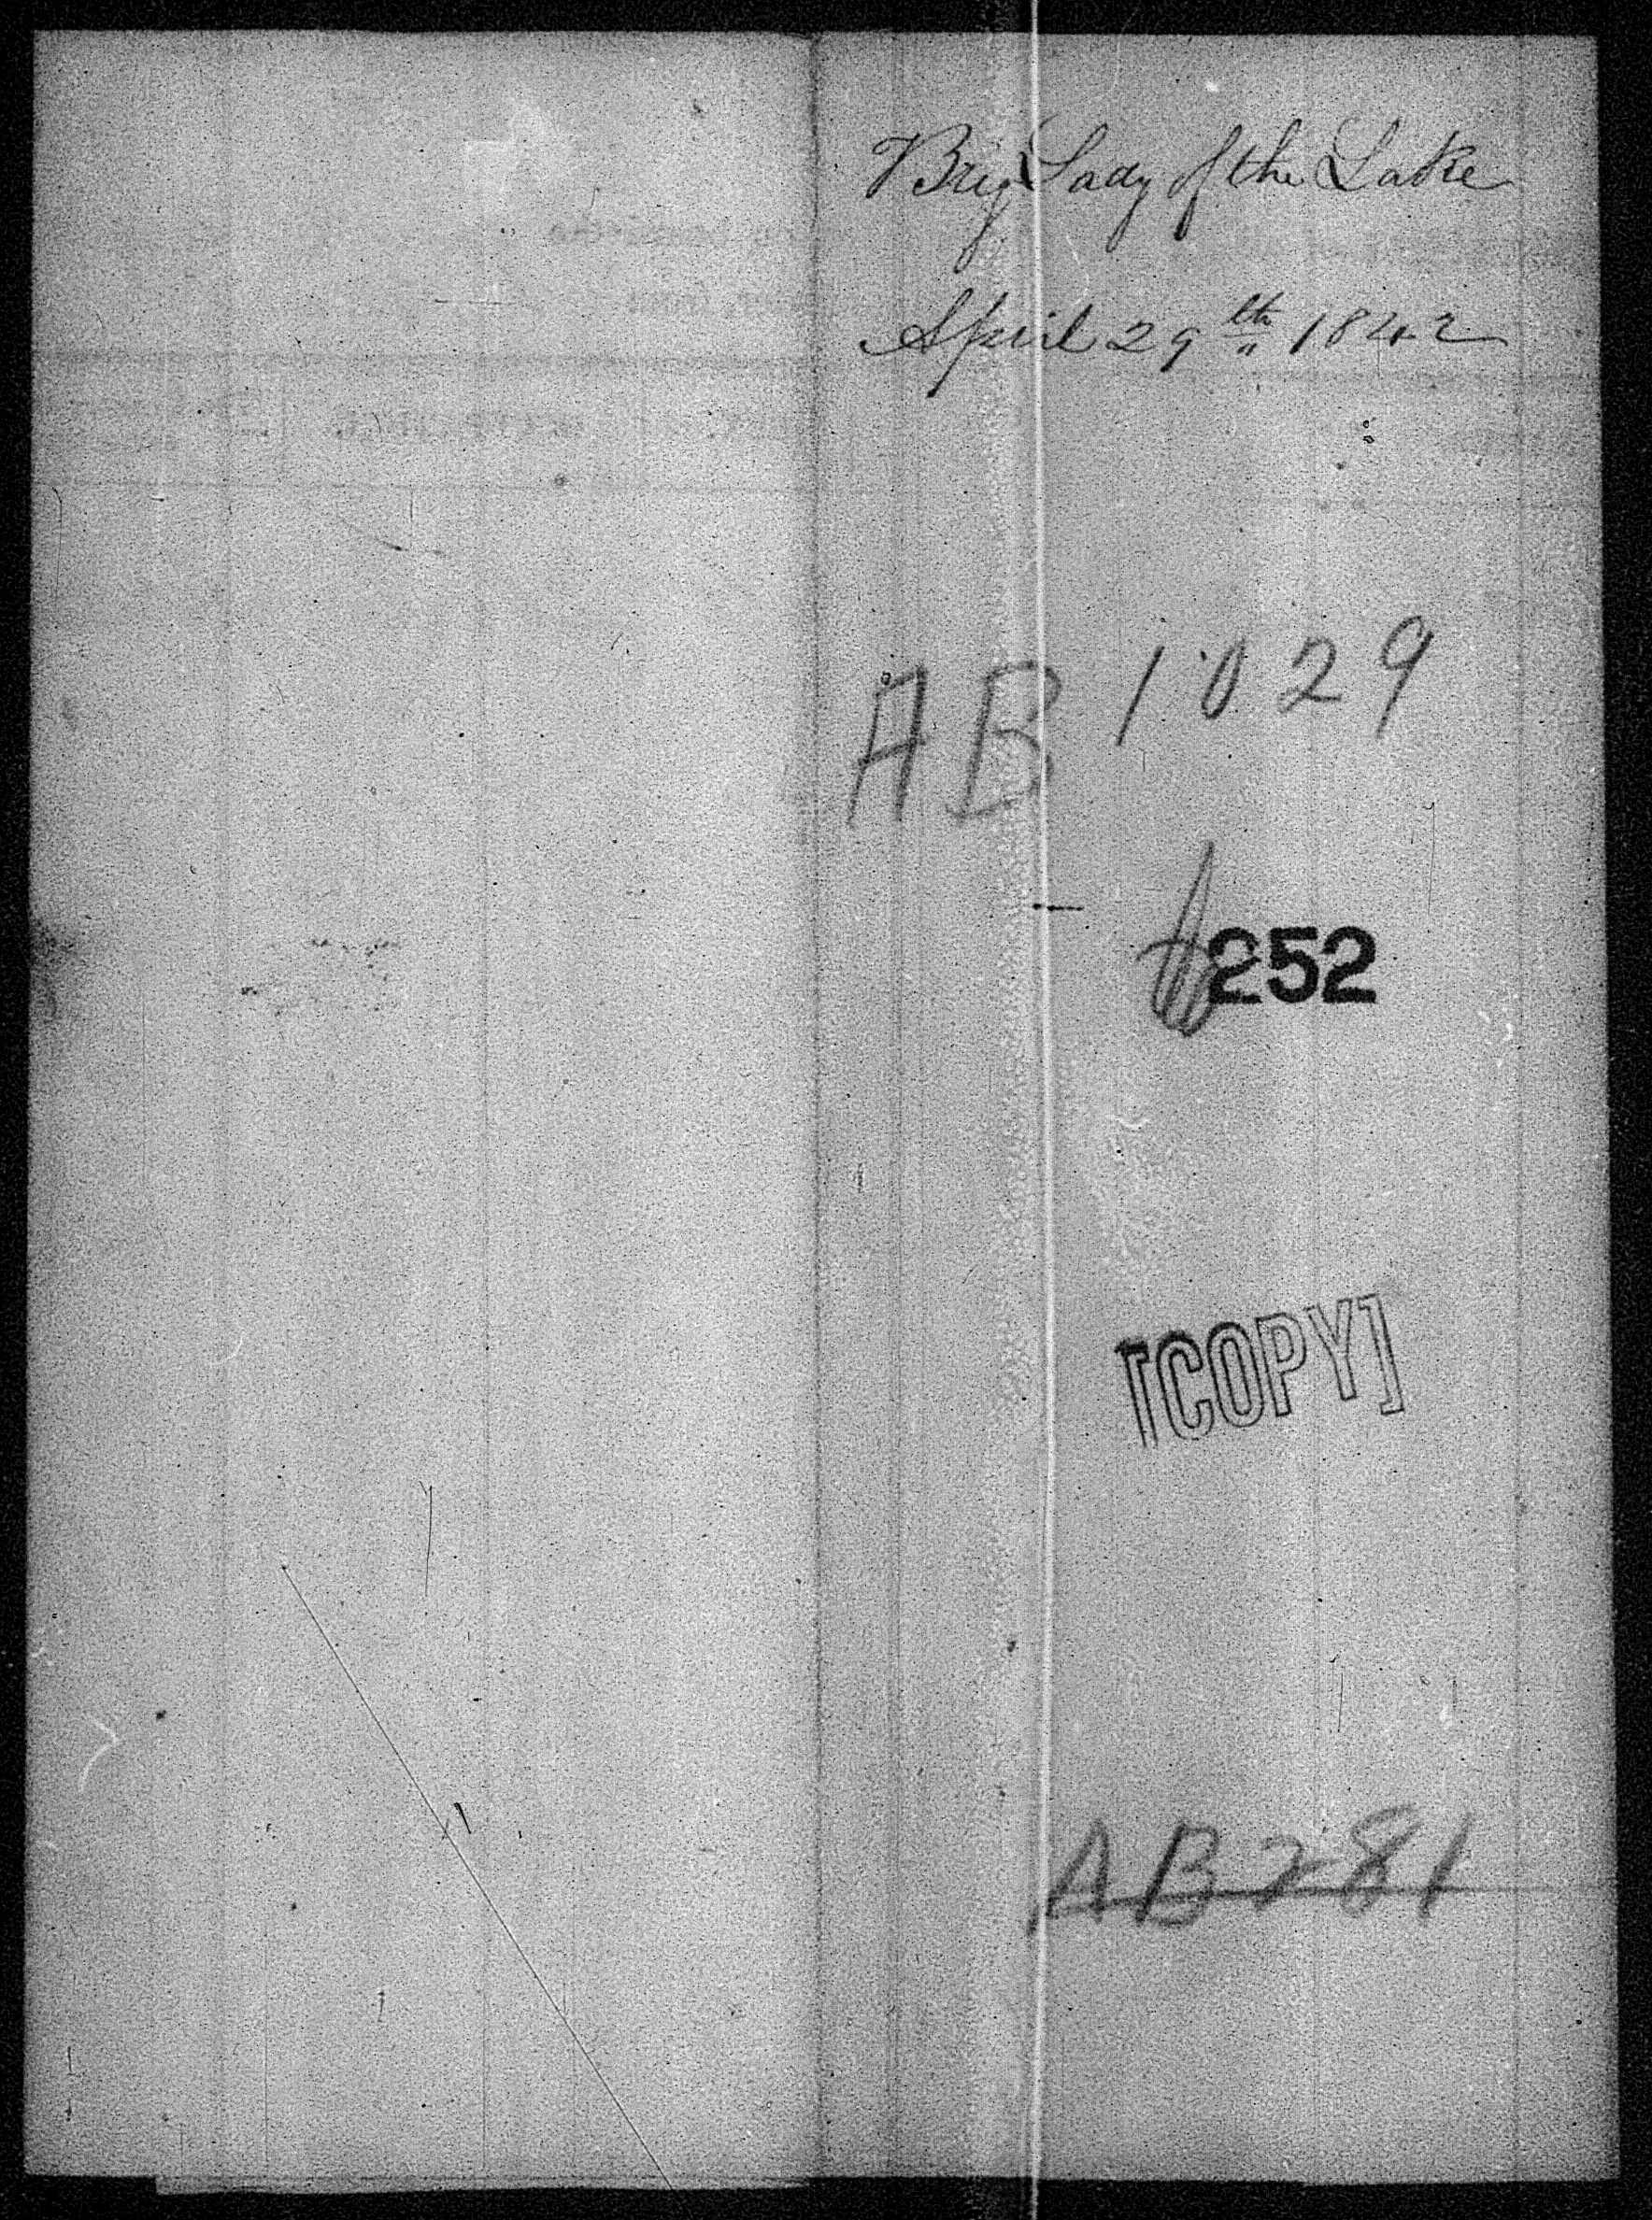 Brig Lady of the Lake
April 29th 1842
AB 1029
252
[COPY]
AB 281